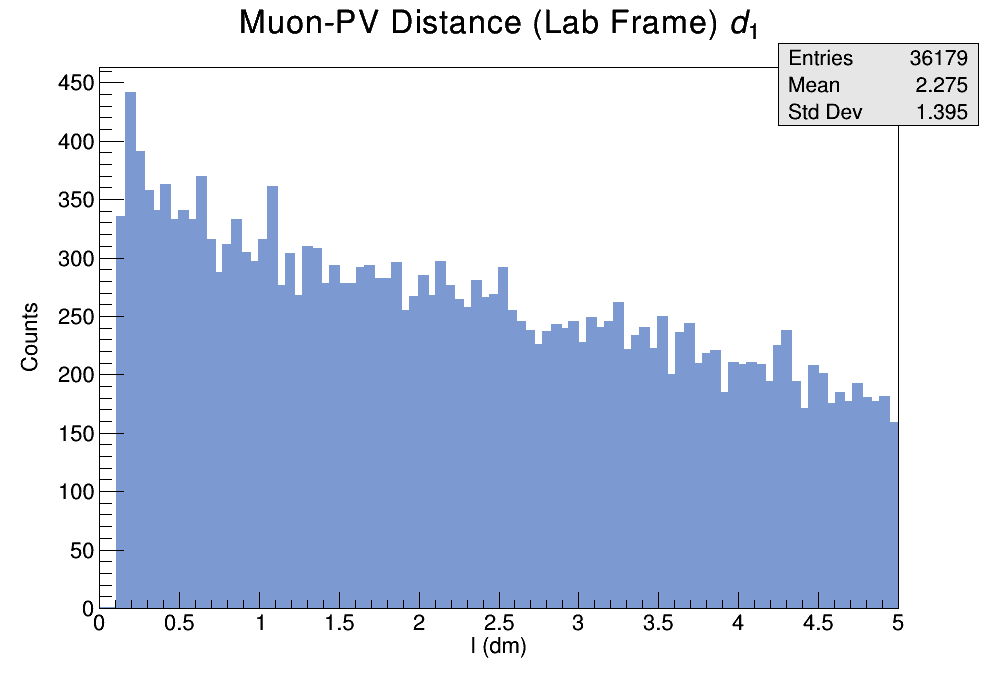 Muon-PV Distance (Lab Frame) d₁
Entries 36179
Mean 2.275
Std Dev 1.395
450
400
350
300
250
200
150
100
50
0
Counts
0 0.5 1 1.5 2 2.5 3 3.5 4 4.5 5
l (dm)